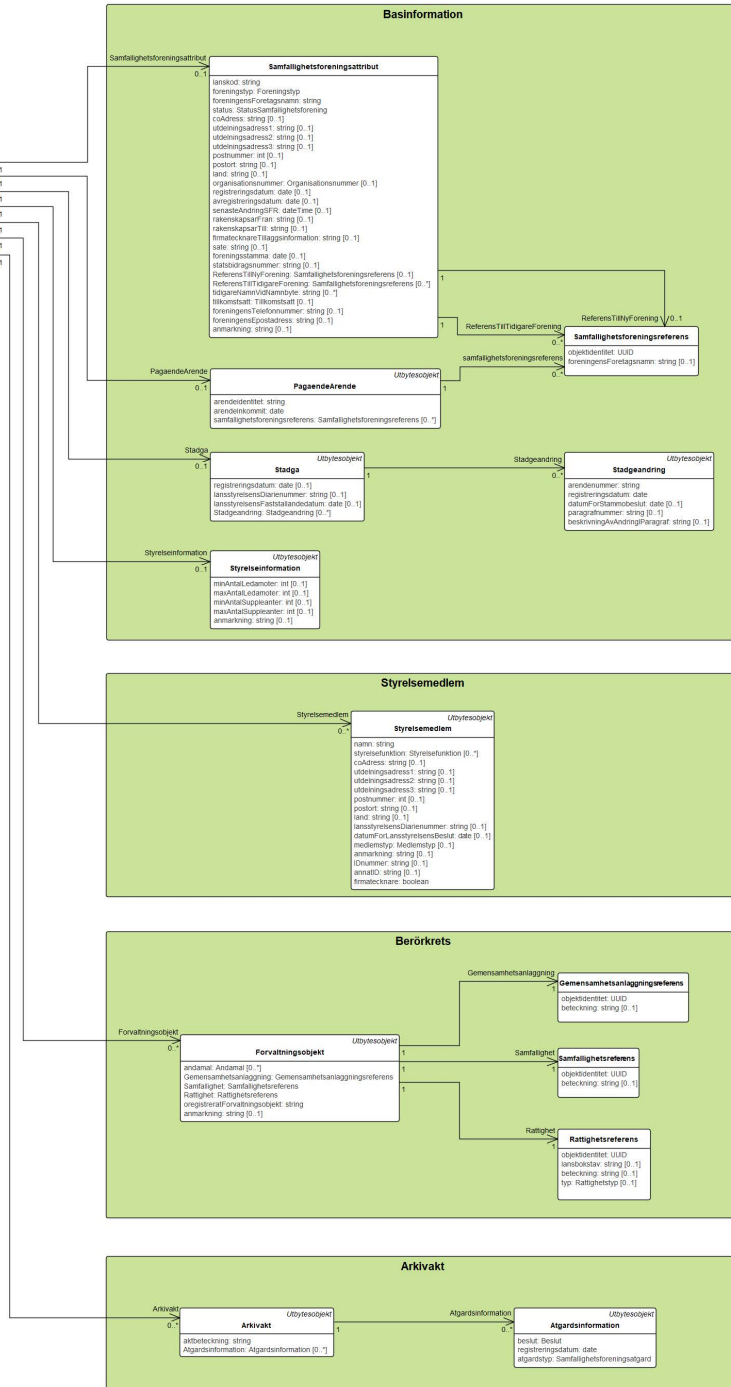 Basinformation
Samfallighetsforeningsattribut
0..1
Samfallighetsforeningsattribut
lanskod: string
foreningstyp: Foreningstyp
foreningensForetagsnamn: string
status: StatusSamfallighetsforening
coAdress: string [0..1]
utdelningsadress1: string [0..1]
utdelningsadress2: string [0..1]
utdelningsadress3: string [0..1]
postnummer: int [0..1]
postort: string [0..1]
land: string [0..1]
organisationsnummer: Organisationsnummer [0..1]
registreringsdatum: date [0..1]
avregistreringsdatum: date [0..1]
senasteAndringSFR: dateTime [0..1]
rakenskapsarFran: string [0..1]
rakenskapsarTill: string [0..1]
firmatecknareTillaggsinformation: string [0..1]
sate: string [0..1]
foreningsstamma: date [0..1]
statsbidragsnummer: string [0..1]
ReferensTillNyForening: Samfallighetsforeningsreferens [0..1]
ReferensTillTidigareForening: Samfallighetsforeningsreferens [0..*]
tidigareNamnVidNamnbyte: string [0..*]
tillkomstsatt: Tillkomstsatt [0..1]
foreningensTelefonnummer: string [0..1]
foreningensEpostadress: string [0..1]
anmarkning: string [0..1]
1
1
1
1
1
1
1
1
1
ReferensTillNyForening
0..1
ReferensTillTidigareForening
0..*
Samfallighetsforeningsreferens
objektidentitet: UUID
foreningensForetagsnamn: string [0..1]
PagaendeArende
0..1
Utbytesobjekt
PagaendeArende
arendeidentitet: string
arendeInkommit: date
samfallighetsforeningsreferens: Samfallighetsforeningsreferens [0..*]
1
samfallighetsforeningsreferens
0..*
Stadga
0..1
Utbytesobjekt
Stadga
registreringsdatum: date [0..1]
lansstyrelsensDiarienummer: string [0..1]
lansstyrelsensFaststallandedatum: date [0..1]
Stadgeandring: Stadgeandring [0..*]
1
Stadgeandring
0..*
Utbytesobjekt
Stadgeandring
arendenummer: string
registreringsdatum: date
datumForStammobeslut: date [0..1]
paragrafnummer: string [0..1]
beskrivningAvAndringIParagraf: string [0..1]
Styrelseinformation
0..1
Utbytesobjekt
Styrelseinformation
minAntalLedamoter: int [0..1]
maxAntalLedamoter: int [0..1]
minAntalSuppleanter: int [0..1]
maxAntalSuppleanter: int [0..1]
anmarkning: string [0..1]
Styrelsemedlem
Styrelsemedlem
0..*
Utbytesobjekt
Styrelsemedlem
namn: string
styrelsefunktion: Styrelsefunktion [0..*]
coAdress: string [0..1]
utdelningsadress1: string [0..1]
utdelningsadress2: string [0..1]
utdelningsadress3: string [0..1]
postnummer: int [0..1]
postort: string [0..1]
land: string [0..1]
lansstyrelsensDiarienummer: string [0..1]
datumForLansstyrelsensBeslut: date [0..1]
medlemstyp: Medlemstyp [0..1]
anmarkning: string [0..1]
IDnummer: string [0..1]
annatID: string [0..1]
firmatecknare: boolean
Berörkrets
Forvaltningsobjekt
0..*
Utbytesobjekt
Forvaltningsobjekt
andamal: Andamal [0..*]
Gemensamhetsanlaggning: Gemensamhetsanlaggningsreferens
Samfallighet: Samfallighetsreferens
Rattighet: Rattighetsreferens
oregistreratForvaltningsobjekt: string
anmarkning: string [0..1]
1
1
1
Gemensamhetsanlaggning
1
Gemensamhetsanlaggningsreferens
objektidentitet: UUID
beteckning: string [0..1]
Samfallighet
1
Samfallighetsreferens
objektidentitet: UUID
beteckning: string [0..1]
Rattighet
1
Rattighetsreferens
objektidentitet: UUID
lansbokstav: string [0..1]
beteckning: string [0..1]
typ: Rattighetstyp [0..1]
Arkivakt
Arkivakt
0..*
Utbytesobjekt
Arkivakt
aktbeteckning: string
Atgardsinformation: Atgardsinformation [0..*]
1
Atgardsinformation
0..*
Utbytesobjekt
Atgardsinformation
beslut: Beslut
registreringsdatum: date
atgardstyp: Samfallighetsforeningsatgard